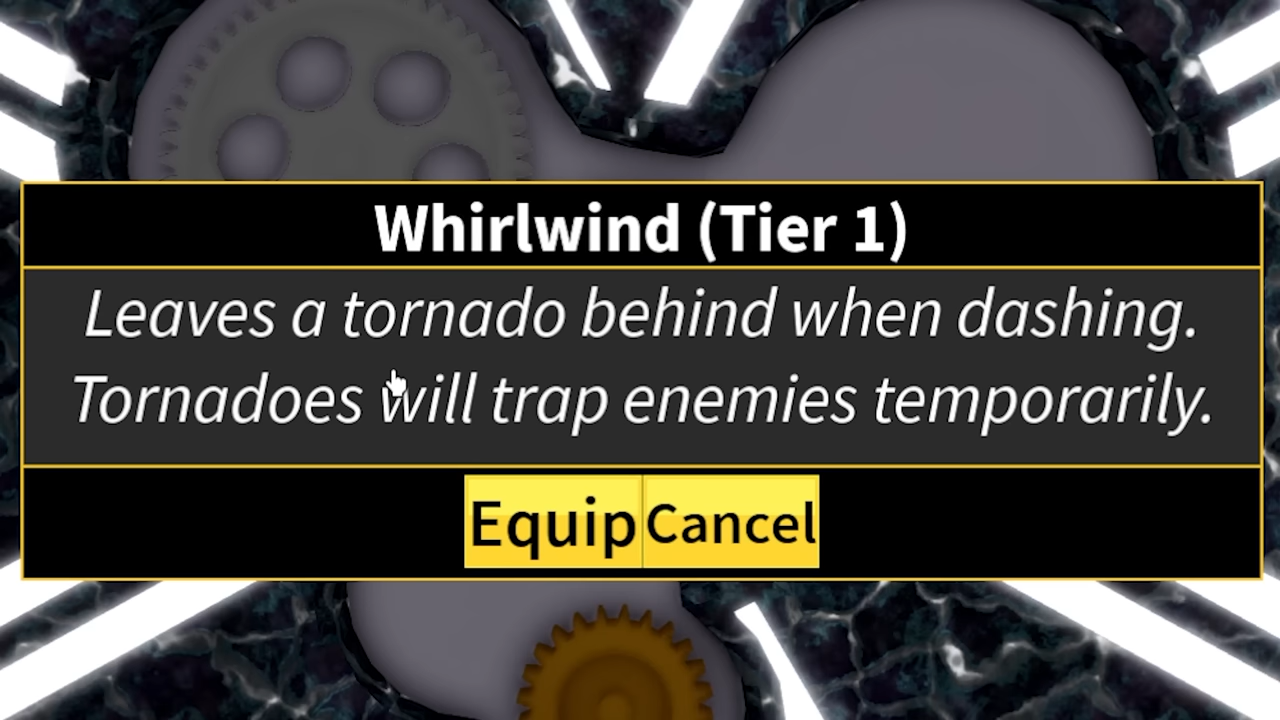 Whirlwind (Tier 1)
Leaves a tornado behind when dashing.
Tornadoes will trap enemies temporarily.
Equip Cancel